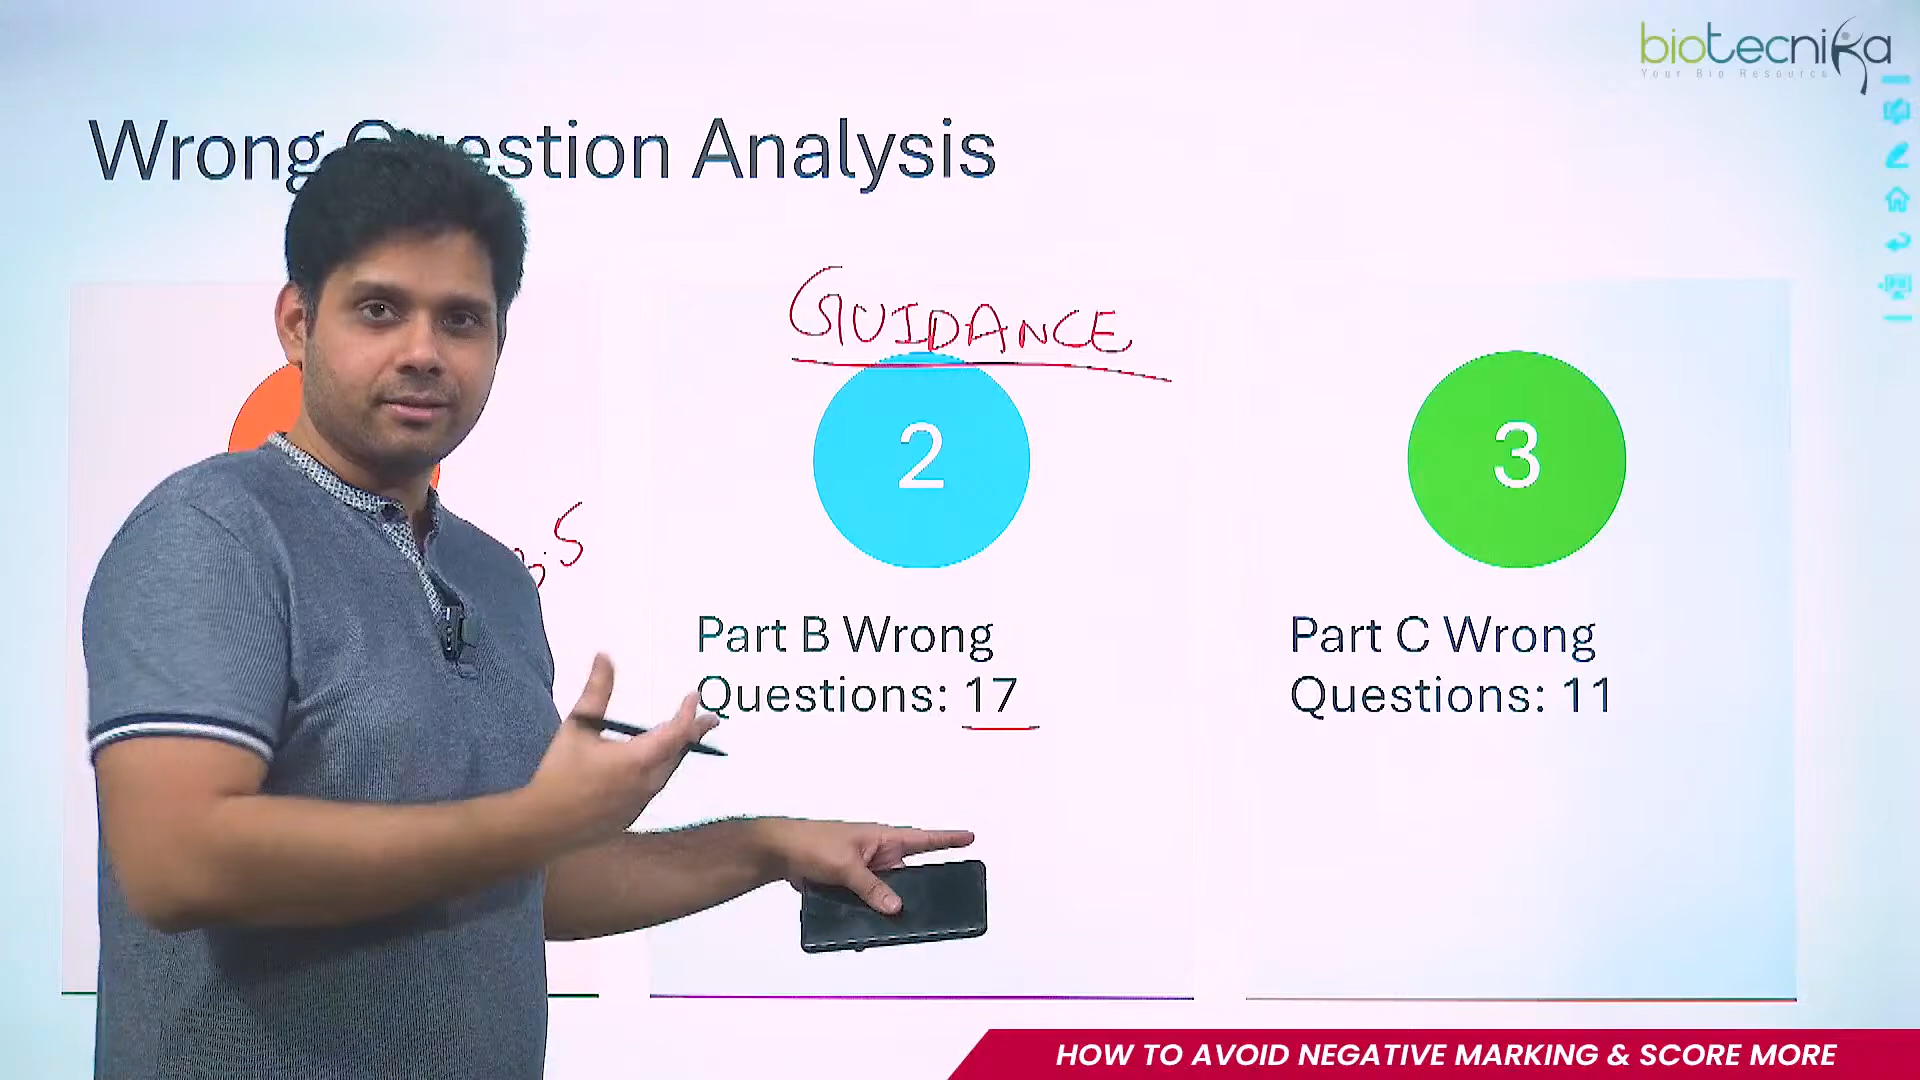 biotecnika
Your Bio Resource
Wrong Question Analysis
GUIDANCE
2
3
Part B Wrong
Questions: 17
Part C Wrong
Questions: 11
HOW TO AVOID NEGATIVE MARKING & SCORE MORE